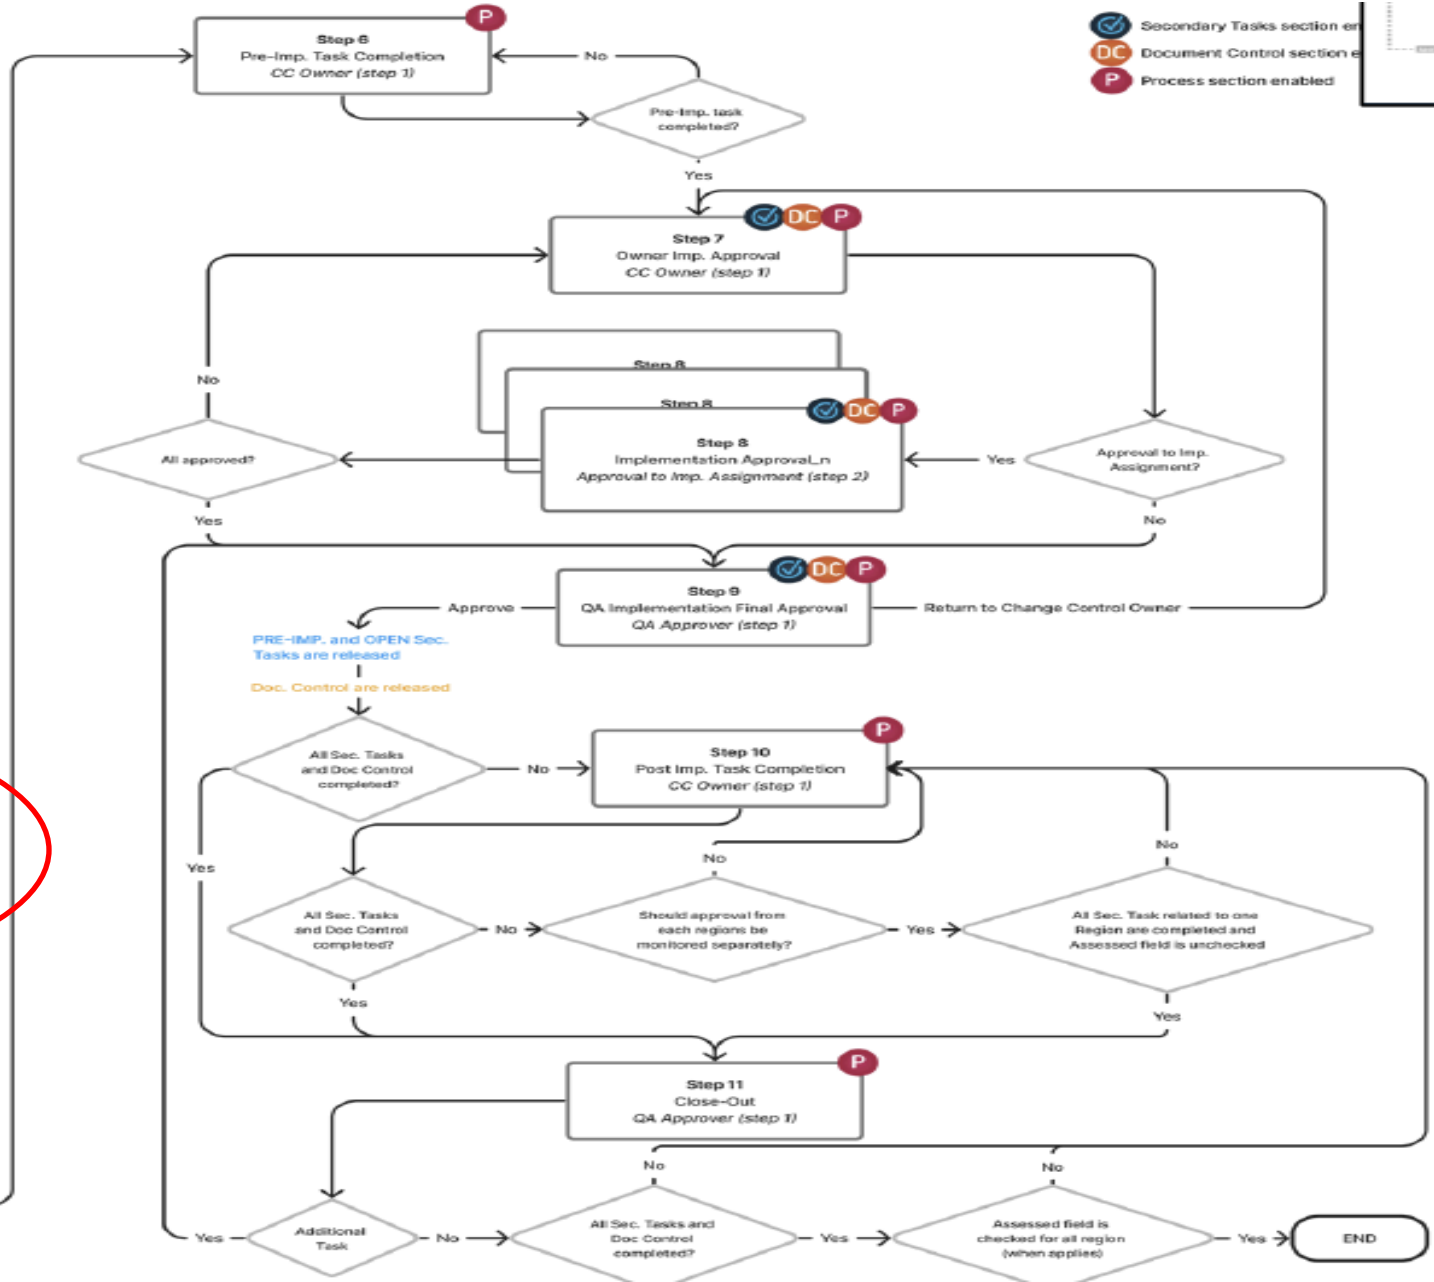 P
Step 6
Pre-Imp. Task Completion
CC Owner (step 1)
No
Pre-Imp. task
completed?
Yes
Secondary Tasks section en
DC
Document Control section e
P
Process section enabled
DC
P
Step 7
Owner Imp. Approval
CC Owner (step 1)
No
Step 8
Step 8
DC
P
Step 8
Implementation Approval_n
Approval to Imp. Assignment (step 2)
All approved?
Yes
Approval to Imp.
Assignment?
Yes
No
DC
P
Step 9
QA Implementation Final Approval
QA Approver (step 1)
Approve
Return to Change Control Owner
PRE-IMP. and OPEN Sec.
Tasks are released
Doc. Control are released
All Sec. Tasks
and Doc Control
completed?
No
P
Step 10
Post Imp. Task Completion
CC Owner (step 1)
Yes
No
No
All Sec. Tasks
and Doc Control
completed?
No
Should approval from
each regions be
monitored separately?
Yes
All Sec. Task related to one
Region are completed and
Assessed field is unchecked
Yes
Yes
P
Step 11
Close-Out
QA Approver (step 1)
No
No
Yes
Additional
Task
No
All Sec. Tasks and
Doc Control
completed?
Yes
Assessed field is
checked for all region
(when applies)
Yes
END